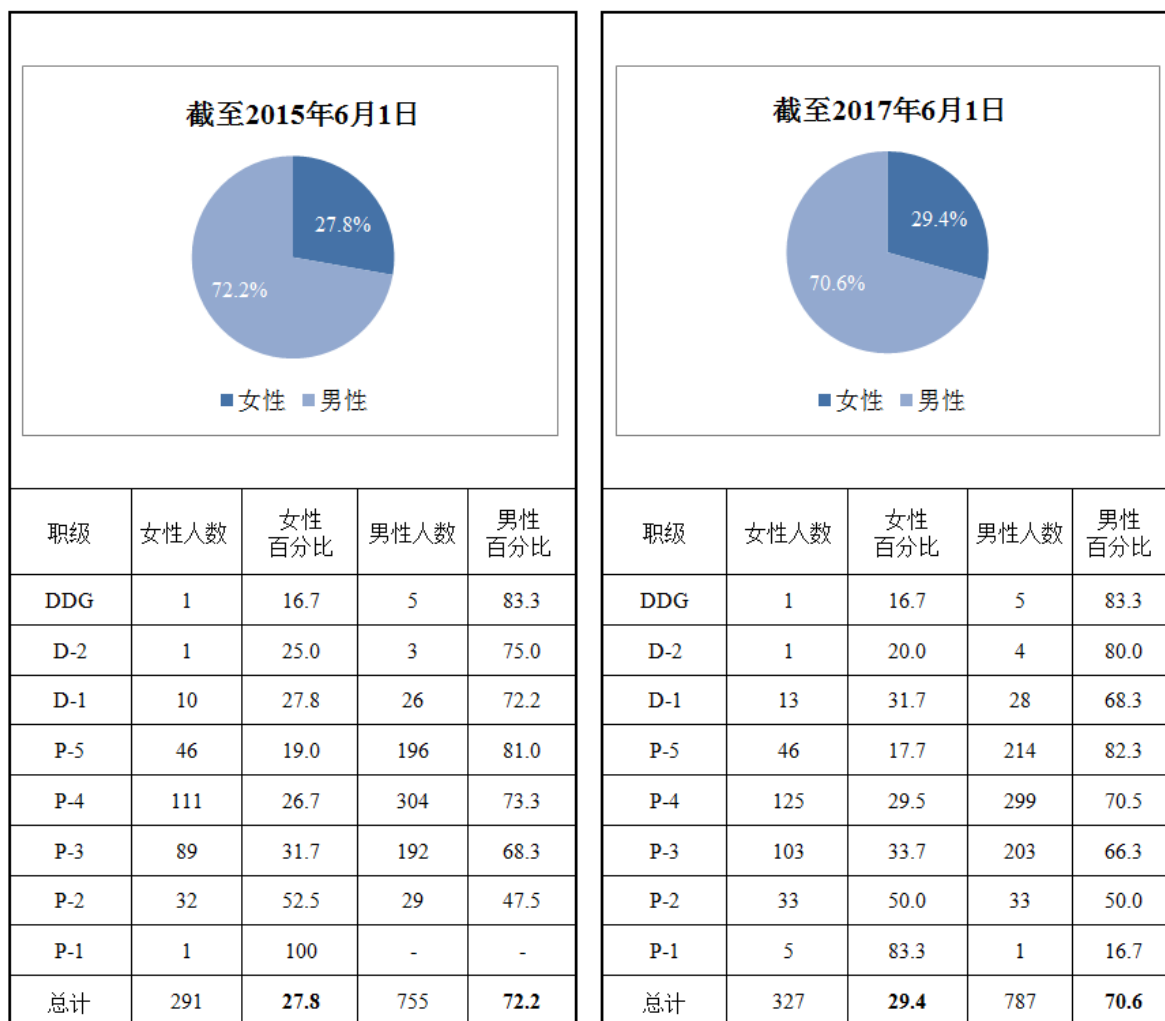 截至2015年6月1日
27.8%
72.2%
女性 男性
职级 女性人数 女性百分比 男性人数 男性百分比
DDG 1 16.7 5 83.3
D-2 1 25.0 3 75.0
D-1 10 27.8 26 72.2
P-5 46 19.0 196 81.0
P-4 111 26.7 304 73.3
P-3 89 31.7 192 68.3
P-2 32 52.5 29 47.5
P-1 1 100 - -
总计 291 27.8 755 72.2
截至2017年6月1日
29.4%
70.6%
女性 男性
职级 女性人数 女性百分比 男性人数 男性百分比
DDG 1 16.7 5 83.3
D-2 1 20.0 4 80.0
D-1 13 31.7 28 68.3
P-5 46 17.7 214 82.3
P-4 125 29.5 299 70.5
P-3 103 33.7 203 66.3
P-2 33 50.0 33 50.0
P-1 5 83.3 1 16.7
总计 327 29.4 787 70.6